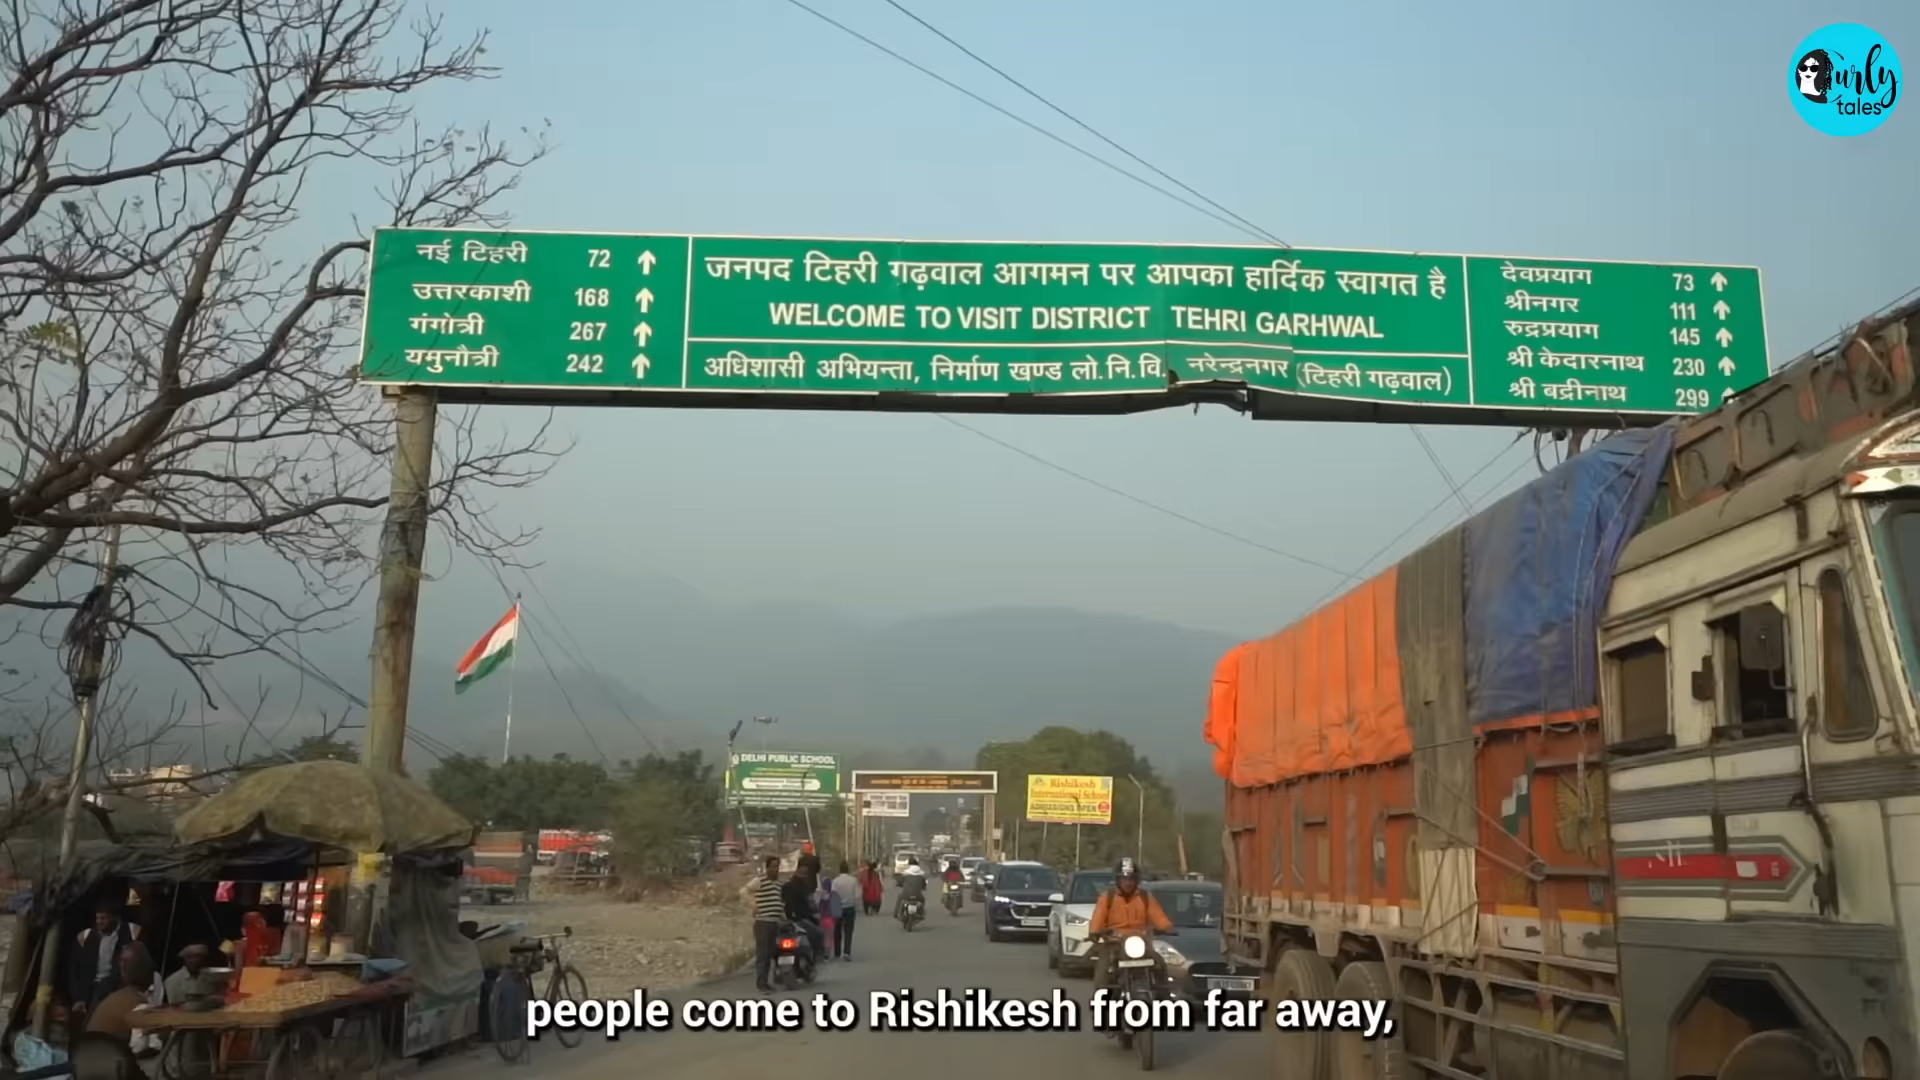 Curly
tales
नई टिहरी 72 ↑
उत्तरकाशी 168 ↑
गंगोत्री 267 ↑
यमुनौत्री 242 ↑
जनपद टिहरी गढ़वाल आगमन पर आपका हार्दिक स्वागत है
WELCOME TO VISIT DISTRICT TEHRI GARHWAL
अधिशासी अभियन्ता, निर्माण खण्ड लो.नि.वि. नरेन्द्रनगर (टिहरी गढ़वाल)
देवप्रयाग 73 ↑
श्रीनगर 111 ↑
रुद्रप्रयाग 145 ↑
श्री केदारनाथ 230 ↑
श्री बद्रीनाथ 299 ↑
DELHI PUBLIC SCHOOL
Rishikesh
International School
ADMISSIONS OPEN
people come to Rishikesh from far away,